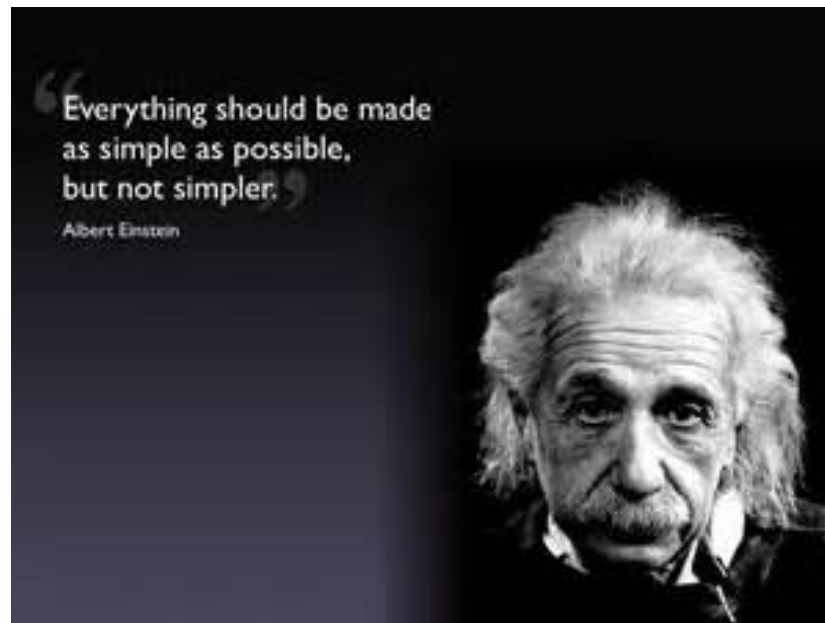 “Everything should be made
as simple as possible,
but not simpler.”
Albert Einstein